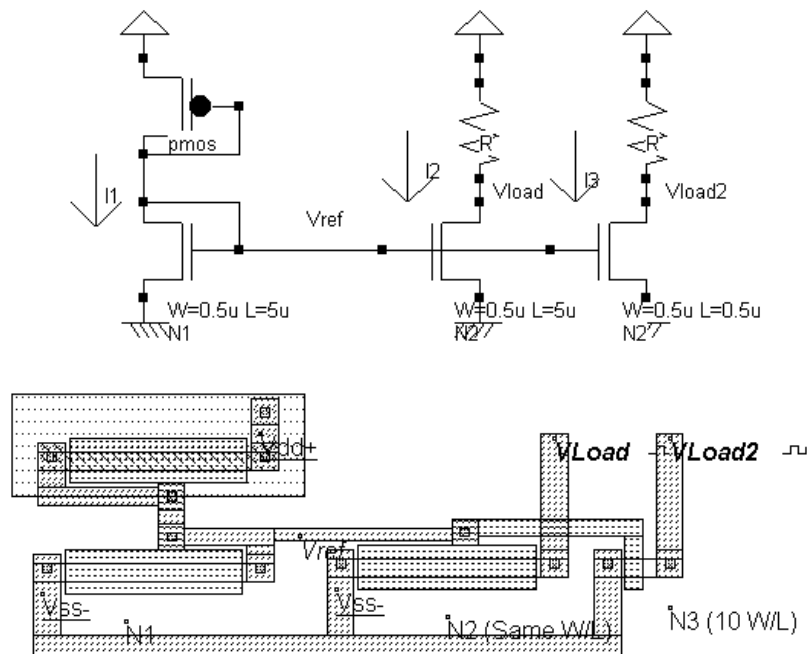 pmos
R
R
I1
I2
I3
Vload
Vload2
Vref
W=0.5u L=5u
N1
W=0.5u L=5u
N2
W=0.5u L=0.5u
N2
Vdd+
VLoad
VLoad2
Vref
Vss-
Vss-
N1
N2 (Same W/L)
N3 (10 W/L)